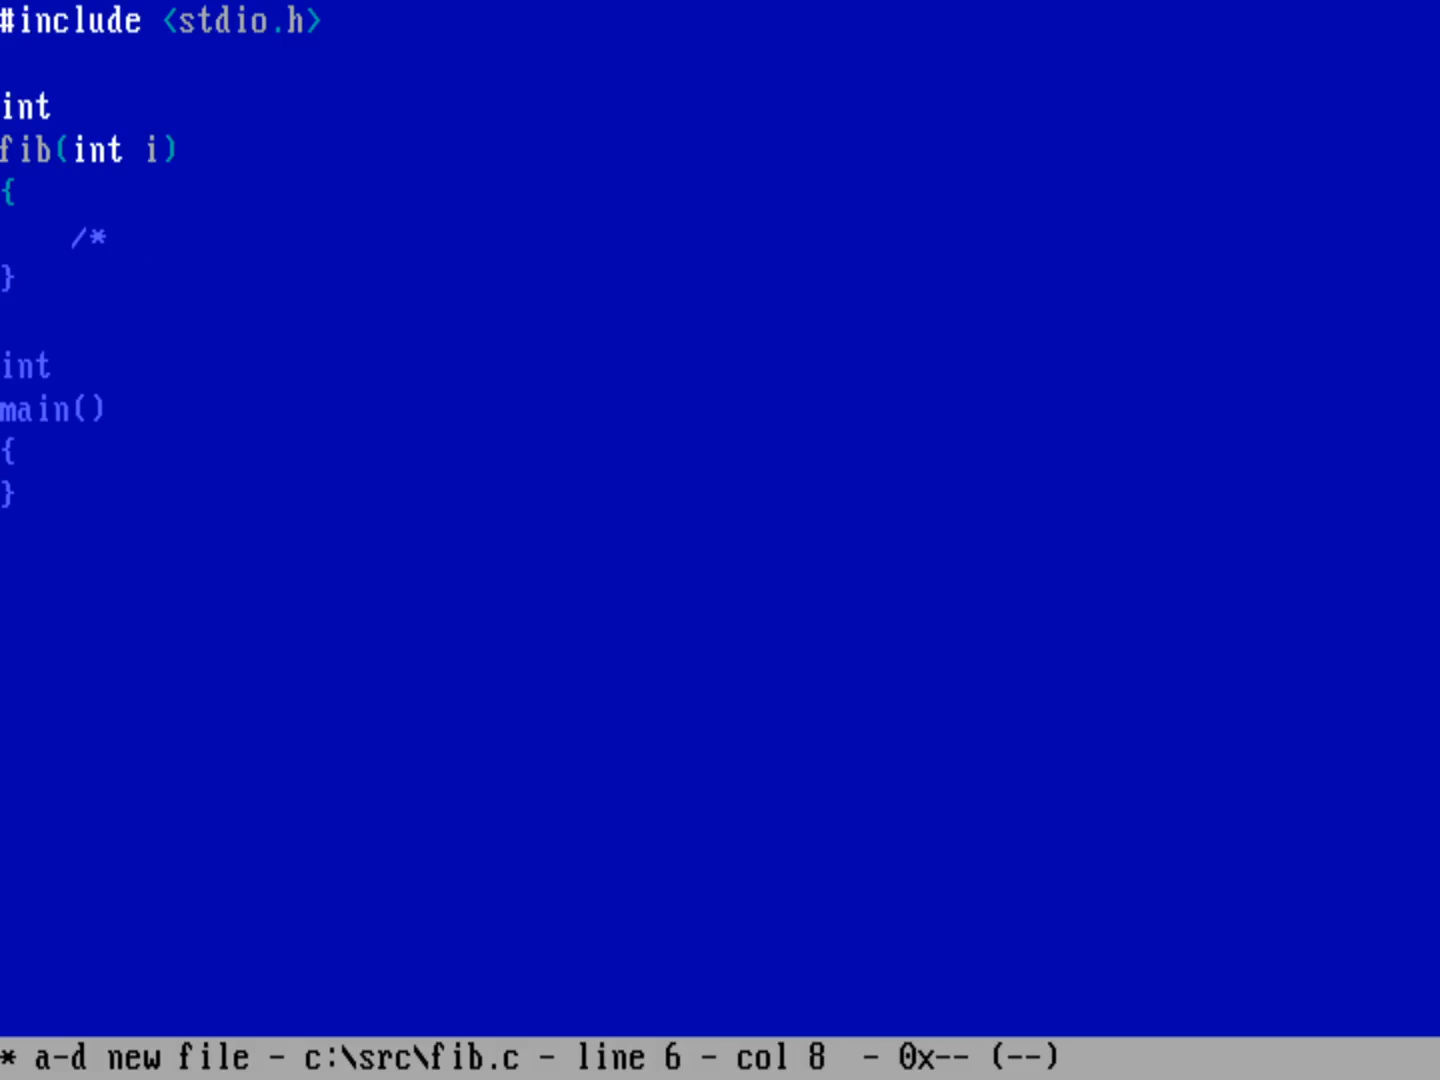 #include <stdio.h>
int
fib(int i)
{
/*
}
int
main()
{
}
* a-d new file - c:\src\fib.c - line 6 - col 8 - 0x-- (--)